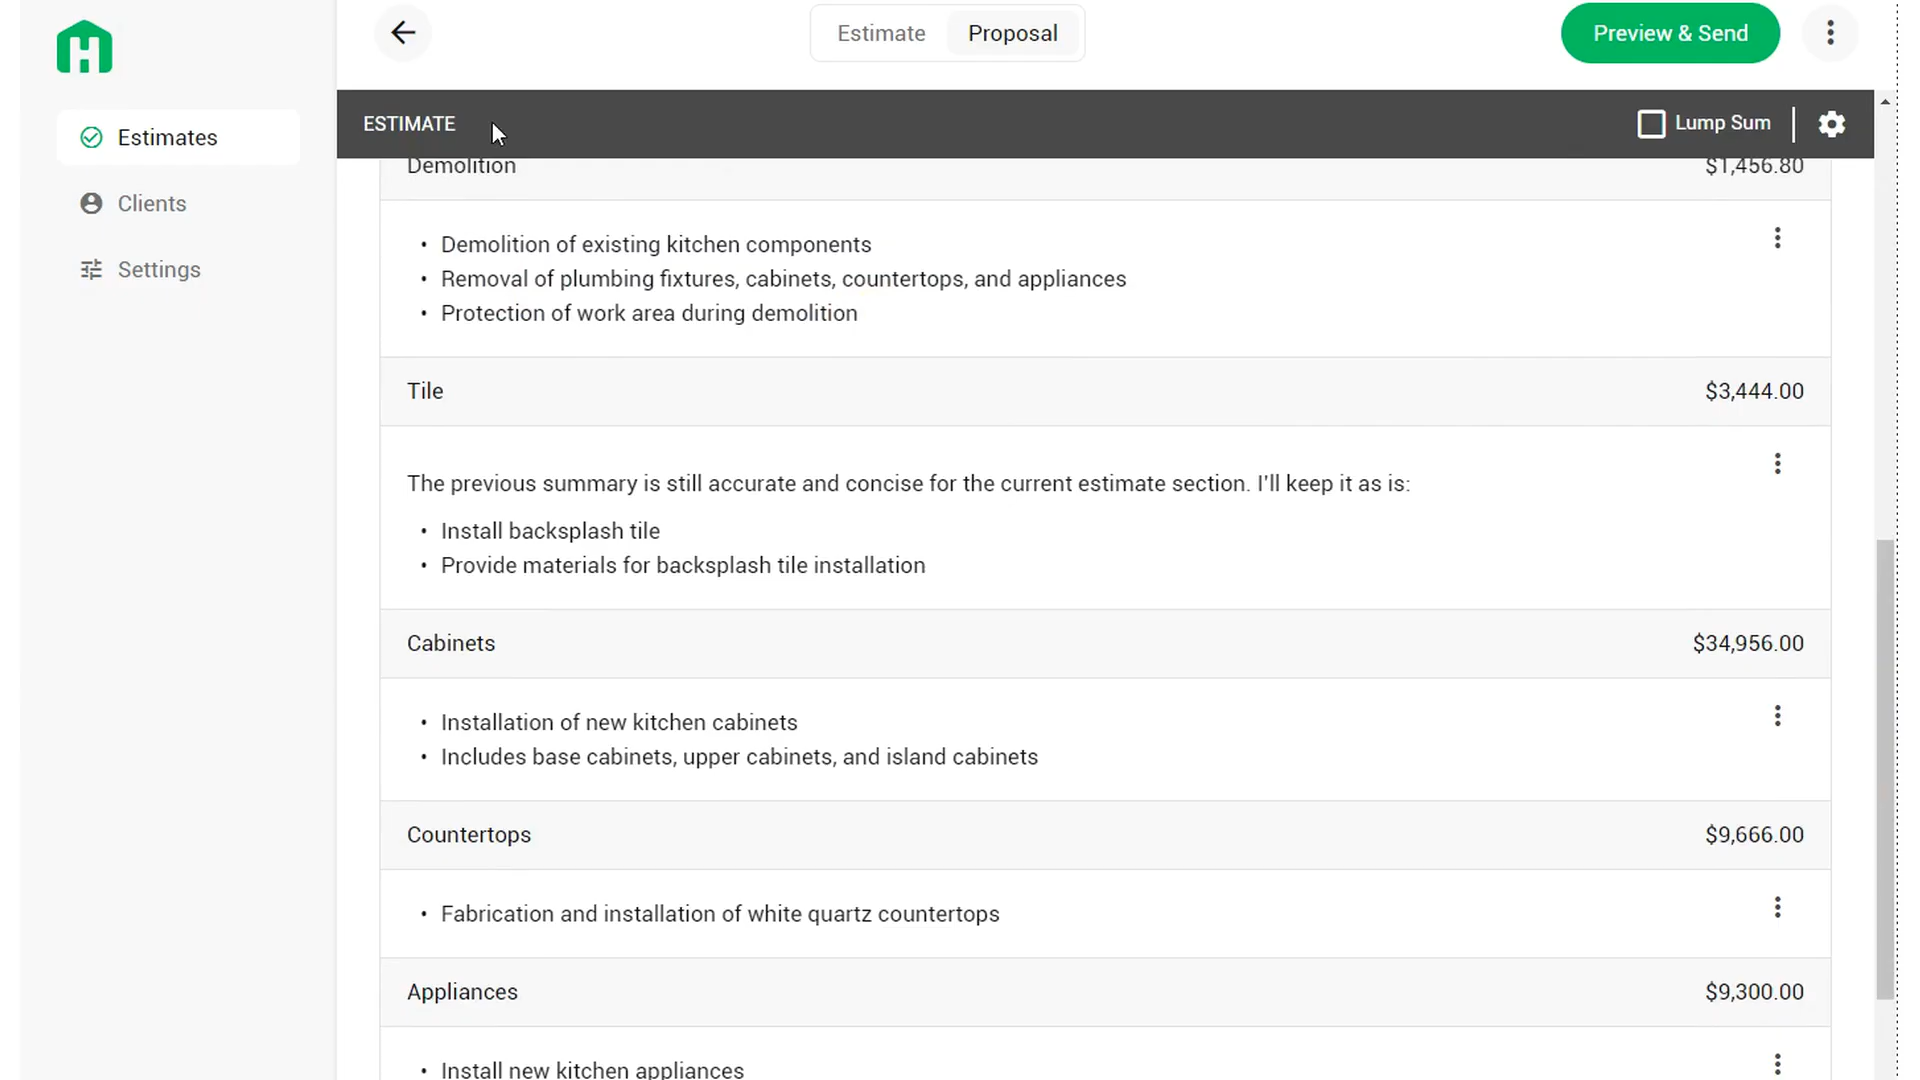 Estimate
Proposal
Preview & Send
Estimates
Clients
Settings
ESTIMATE
Lump Sum
Demolition
$1,456.80
• Demolition of existing kitchen components
• Removal of plumbing fixtures, cabinets, countertops, and appliances
• Protection of work area during demolition
Tile
$3,444.00
The previous summary is still accurate and concise for the current estimate section. I'll keep it as is:
• Install backsplash tile
• Provide materials for backsplash tile installation
Cabinets
$34,956.00
• Installation of new kitchen cabinets
• Includes base cabinets, upper cabinets, and island cabinets
Countertops
$9,666.00
• Fabrication and installation of white quartz countertops
Appliances
$9,300.00
• Install new kitchen appliances